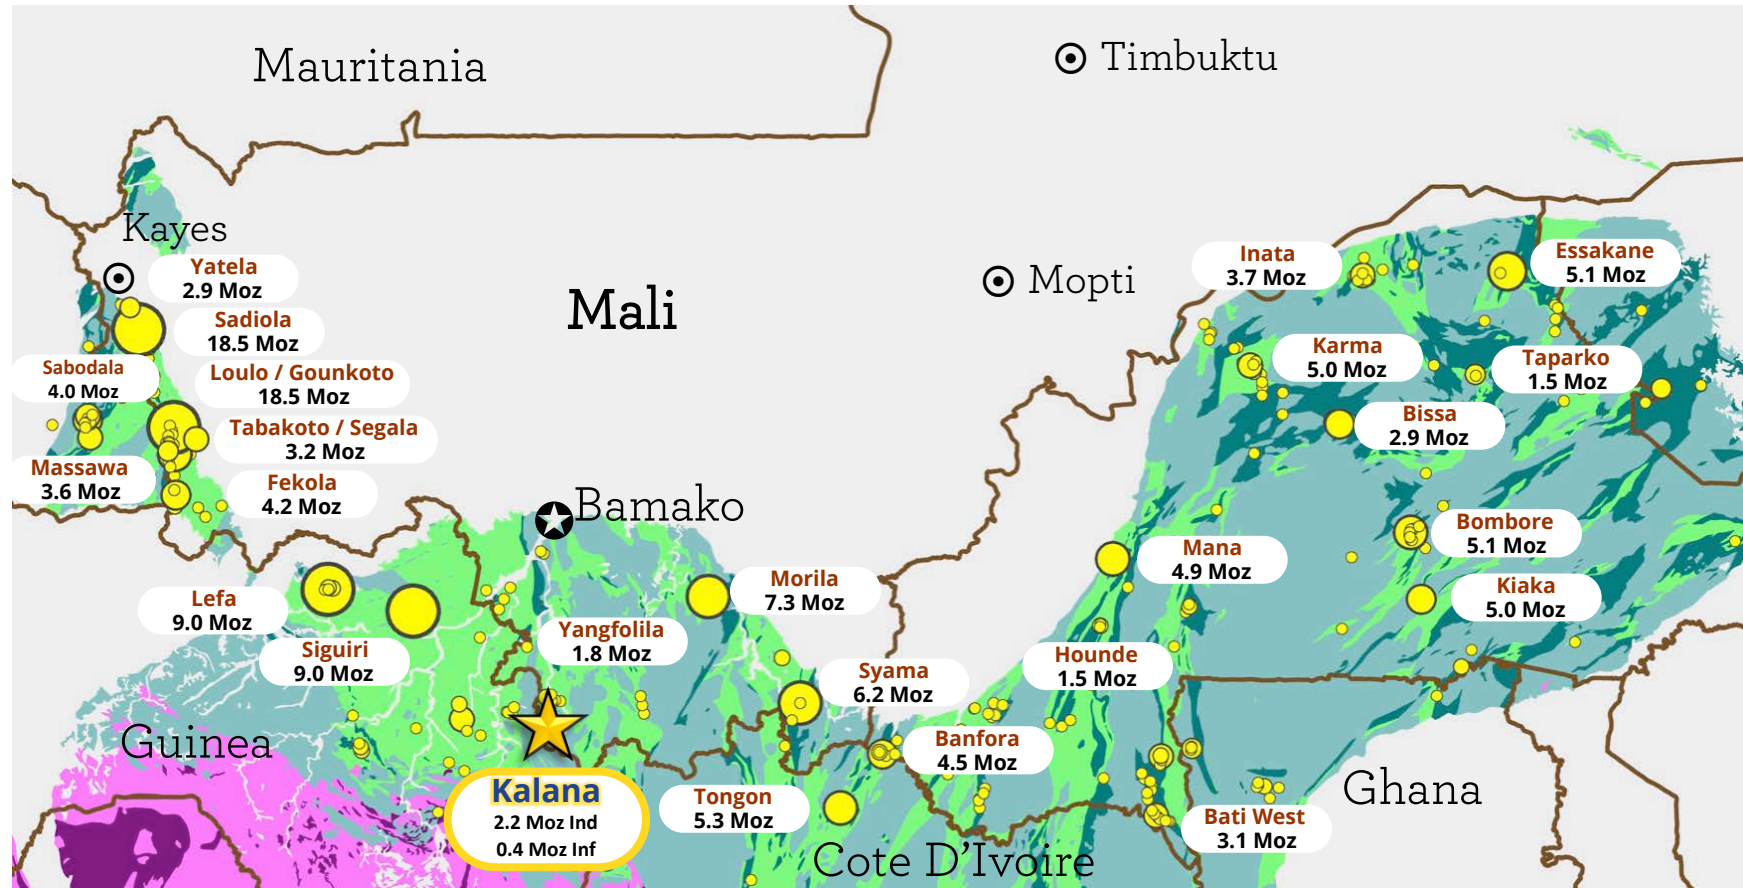 Mauritania
Timbuktu
Kayes
Yatela
2.9 Moz
Sadiola
18.5 Moz
Mali
Mopti
Inata
3.7 Moz
Essakane
5.1 Moz
Sabodala
4.0 Moz
Loulo / Gounkoto
18.5 Moz
Karma
5.0 Moz
Taparko
1.5 Moz
Tabakoto / Segala
3.2 Moz
Bissa
2.9 Moz
Massawa
3.6 Moz
Fekola
4.2 Moz
Bamako
Bombore
5.1 Moz
Mana
4.9 Moz
Lefa
9.0 Moz
Morila
7.3 Moz
Kiaka
5.0 Moz
Siguiri
9.0 Moz
Yangfolila
1.8 Moz
Syama
6.2 Moz
Hounde
1.5 Moz
Guinea
Banfora
4.5 Moz
Kalana
2.2 Moz Ind
0.4 Moz Inf
Tongon
5.3 Moz
Ghana
Bati West
3.1 Moz
Cote D'Ivoire